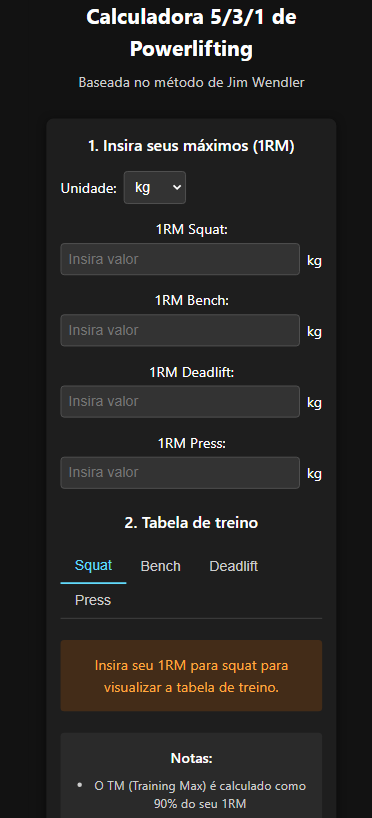 Calculadora 5/3/1 de
Powerlifting
Baseada no método de Jim Wendler
1. Insira seus máximos (1RM)
Unidade: kg
1RM Squat:
Insira valor kg
1RM Bench:
Insira valor kg
1RM Deadlift:
Insira valor kg
1RM Press:
Insira valor kg
2. Tabela de treino
Squat Bench Deadlift
Press
Insira seu 1RM para squat para
visualizar a tabela de treino.
Notas:
• O TM (Training Max) é calculado como
90% do seu 1RM